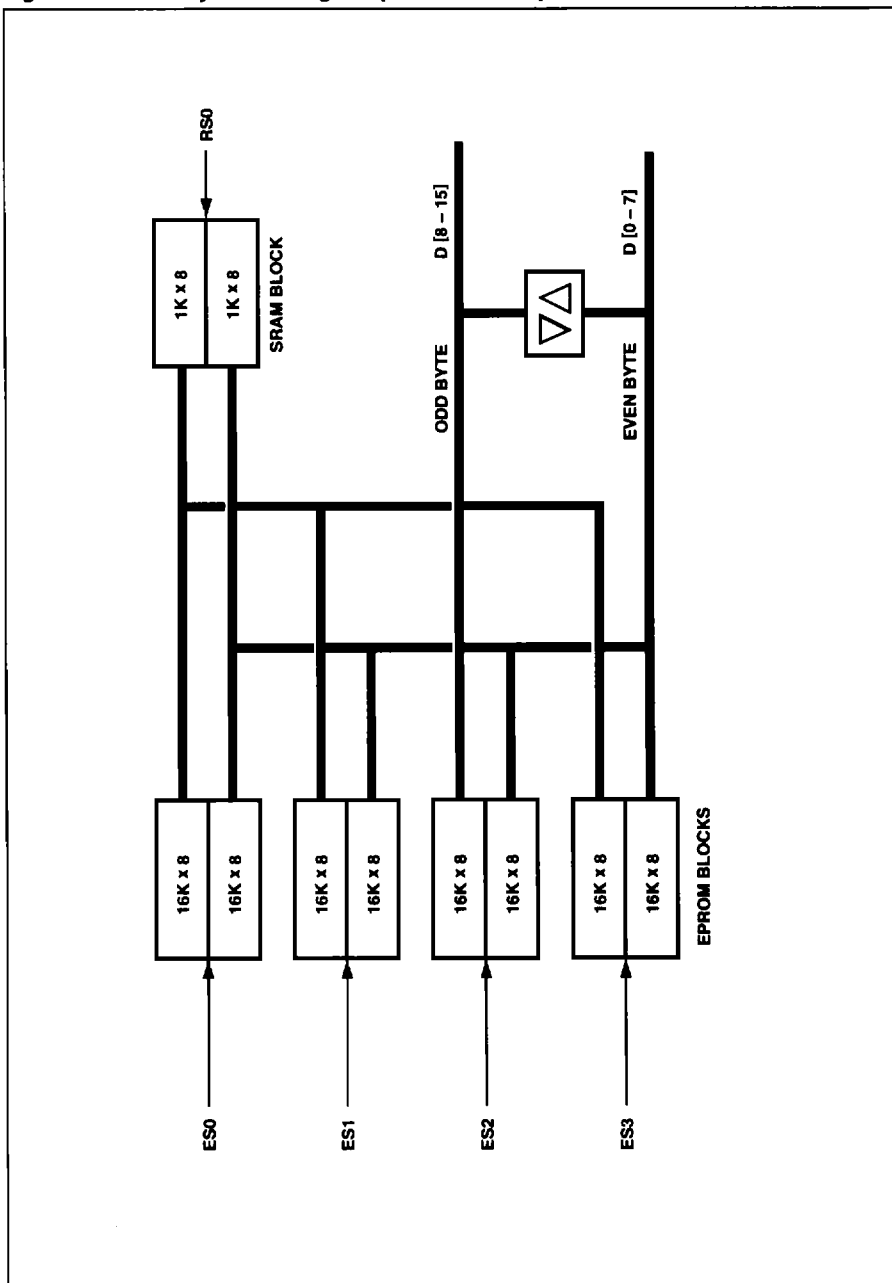 RS0
1K x 8
1K x 8
SRAM BLOCK
D [8 – 15]
ODD BYTE
D [0 – 7]
EVEN BYTE
16K x 8
16K x 8
16K x 8
16K x 8
16K x 8
16K x 8
16K x 8
16K x 8
EPROM BLOCKS
ES0
ES1
ES2
ES3